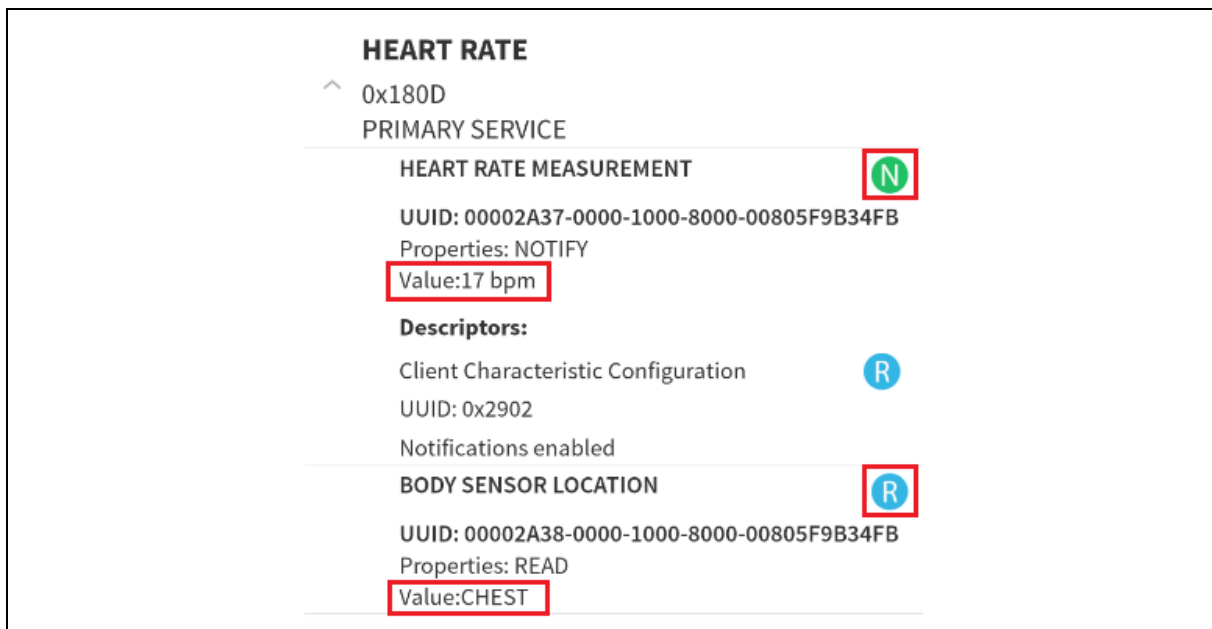 HEART RATE
0x180D
PRIMARY SERVICE
HEART RATE MEASUREMENT N
UUID: 00002A37-0000-1000-8000-00805F9B34FB
Properties: NOTIFY
Value:17 bpm
Descriptors:
Client Characteristic Configuration R
UUID: 0x2902
Notifications enabled
BODY SENSOR LOCATION R
UUID: 00002A38-0000-1000-8000-00805F9B34FB
Properties: READ
Value:CHEST